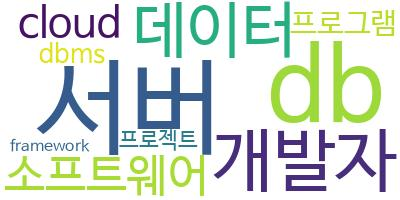 cloud 데이터 프로그램
dbms
서버 db
framework 프로젝트
소프트웨어 개발자